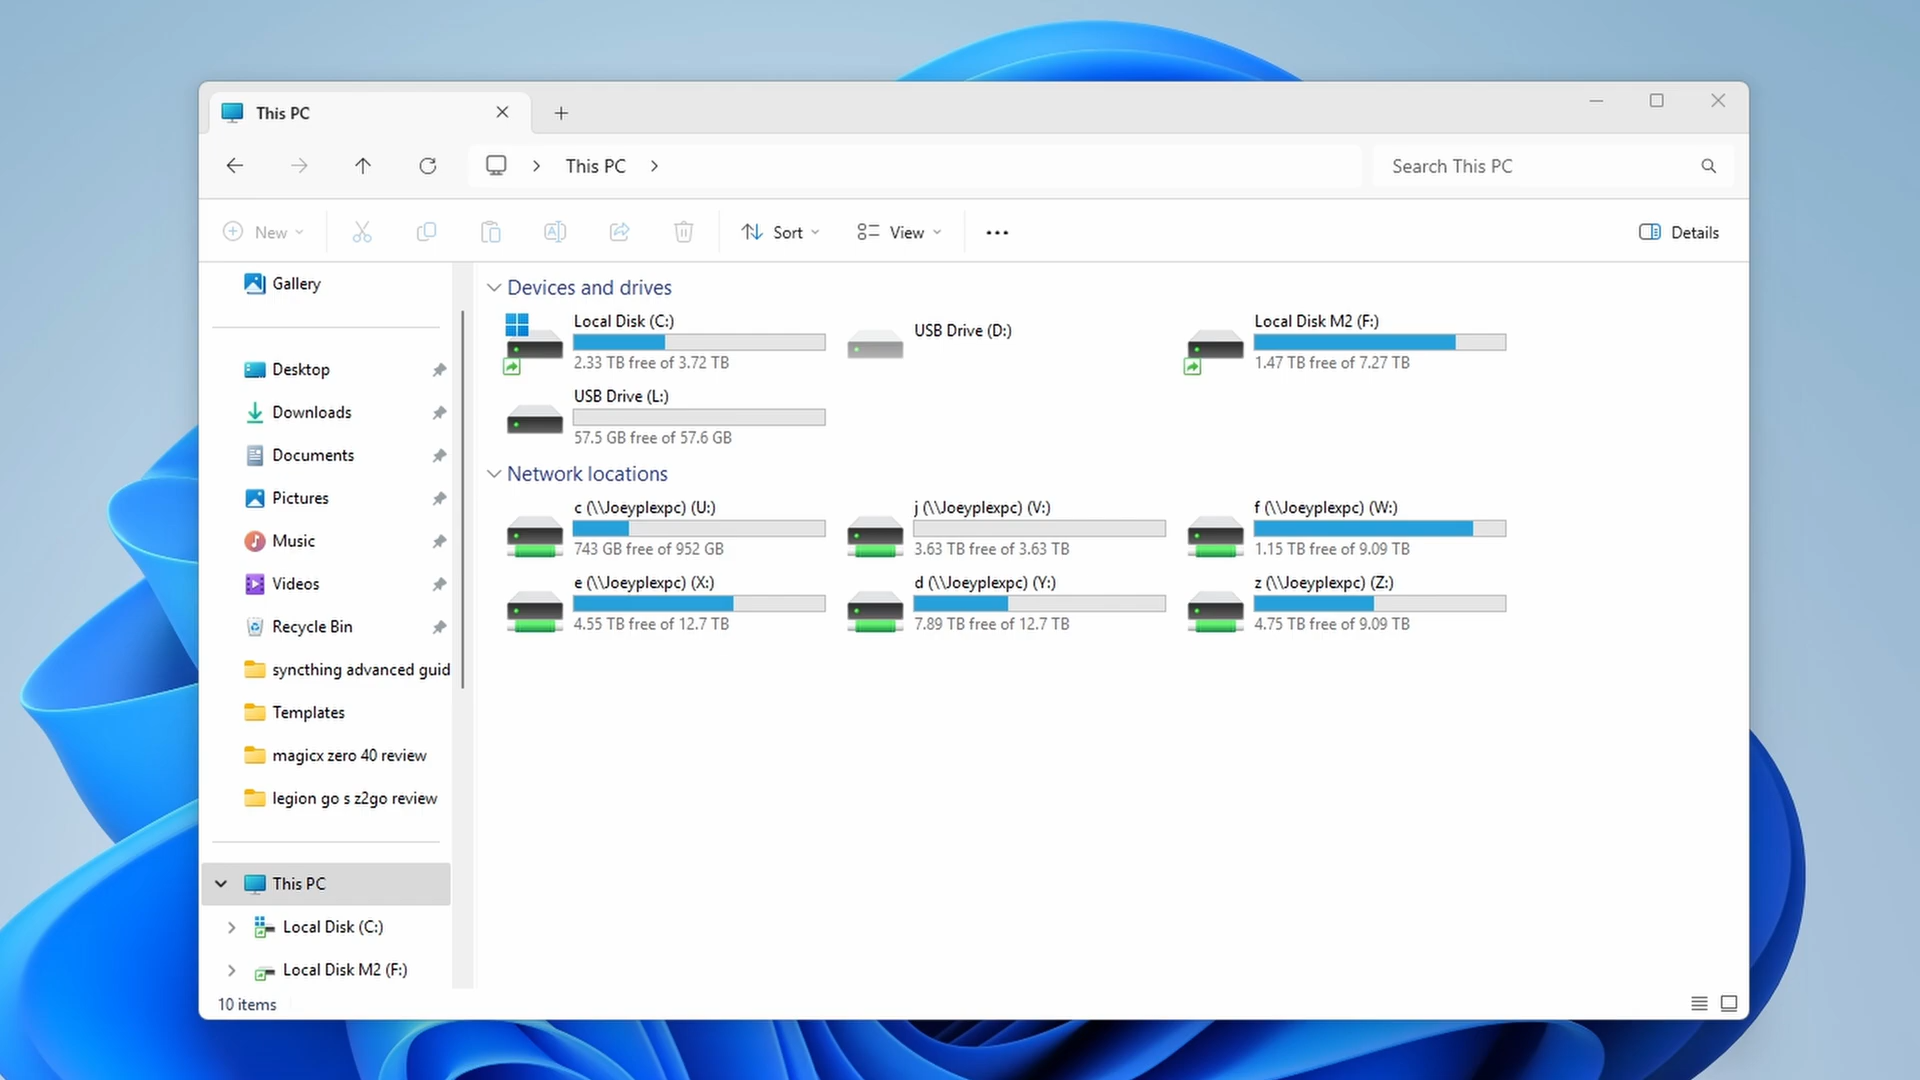 This PC
This PC
Search This PC
New
Sort
View
Details
Gallery
Desktop
Downloads
Documents
Pictures
Music
Videos
Recycle Bin
syncthing advanced guid
Templates
magicx zero 40 review
legion go s z2go review
This PC
Local Disk (C:)
Local Disk M2 (F:)
Devices and drives
Local Disk (C:)
2.33 TB free of 3.72 TB
USB Drive (D:)
Local Disk M2 (F:)
1.47 TB free of 7.27 TB
USB Drive (L:)
57.5 GB free of 57.6 GB
Network locations
c (\\Joeyplexpc) (U:)
743 GB free of 952 GB
j (\\Joeyplexpc) (V:)
3.63 TB free of 3.63 TB
f (\\Joeyplexpc) (W:)
1.15 TB free of 9.09 TB
e (\\Joeyplexpc) (X:)
4.55 TB free of 12.7 TB
d (\\Joeyplexpc) (Y:)
7.89 TB free of 12.7 TB
z (\\Joeyplexpc) (Z:)
4.75 TB free of 9.09 TB
10 items